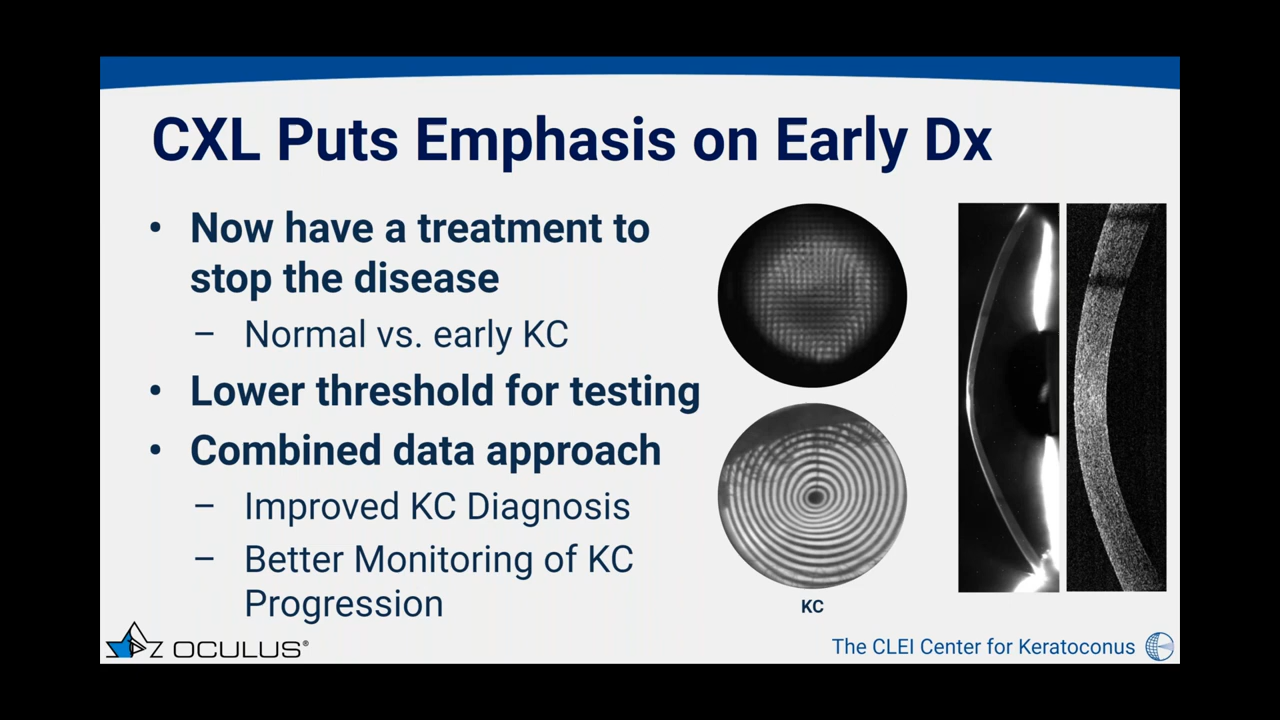 CXL Puts Emphasis on Early Dx
• Now have a treatment to
stop the disease
– Normal vs. early KC
• Lower threshold for testing
• Combined data approach
– Improved KC Diagnosis
– Better Monitoring of KC
Progression
KC
OCULUS®
The CLEI Center for Keratoconus